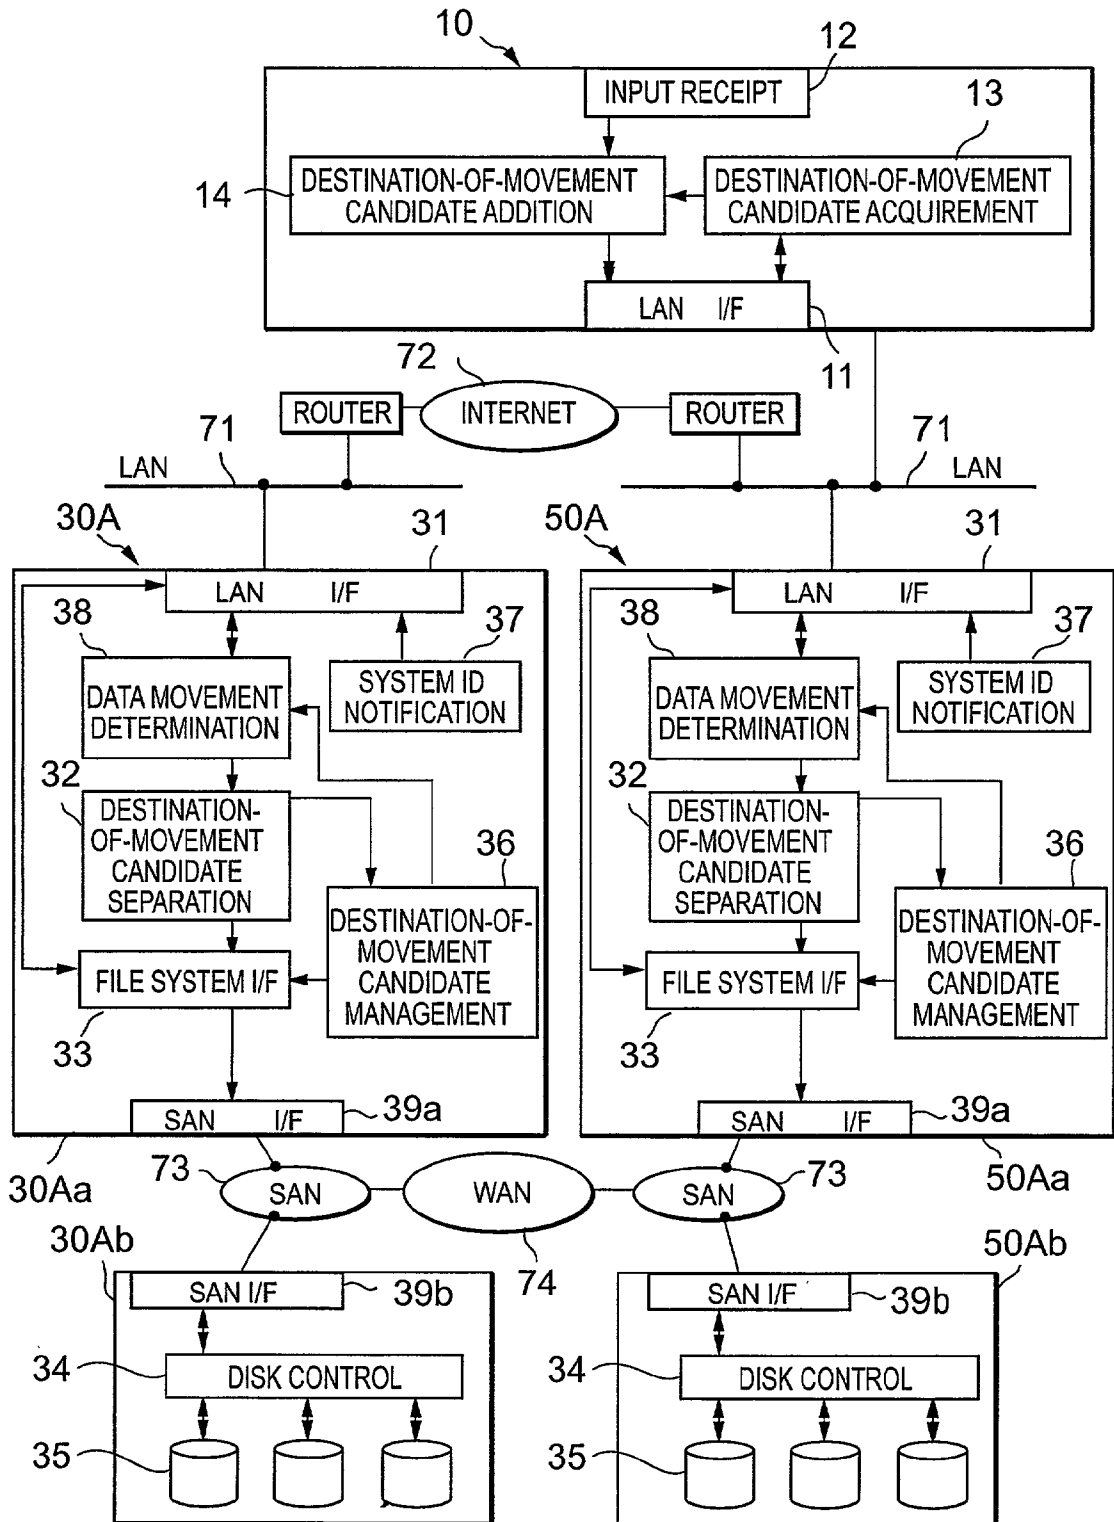 10
12
INPUT RECEIPT
13
14
DESTINATION-OF-MOVEMENT
CANDIDATE ADDITION
DESTINATION-OF-MOVEMENT
CANDIDATE ACQUIREMENT
LAN I/F
11
72
ROUTER
INTERNET
ROUTER
71
LAN
71
LAN
30A
31
50A
31
LAN I/F
38
37
DATA MOVEMENT
DETERMINATION
SYSTEM ID
NOTIFICATION
32
DESTINATION-
OF-MOVEMENT
CANDIDATE
SEPARATION
36
DESTINATION-OF-
MOVEMENT
CANDIDATE
MANAGEMENT
FILE SYSTEM I/F
33
SAN I/F
39a
30Aa
LAN I/F
38
37
DATA MOVEMENT
DETERMINATION
SYSTEM ID
NOTIFICATION
32
DESTINATION-
OF-MOVEMENT
CANDIDATE
SEPARATION
36
DESTINATION-OF-
MOVEMENT
CANDIDATE
MANAGEMENT
FILE SYSTEM I/F
33
SAN I/F
39a
50Aa
73
SAN
WAN
74
SAN
73
30Ab
SAN I/F
39b
34
DISK CONTROL
35
50Ab
SAN I/F
39b
34
DISK CONTROL
35